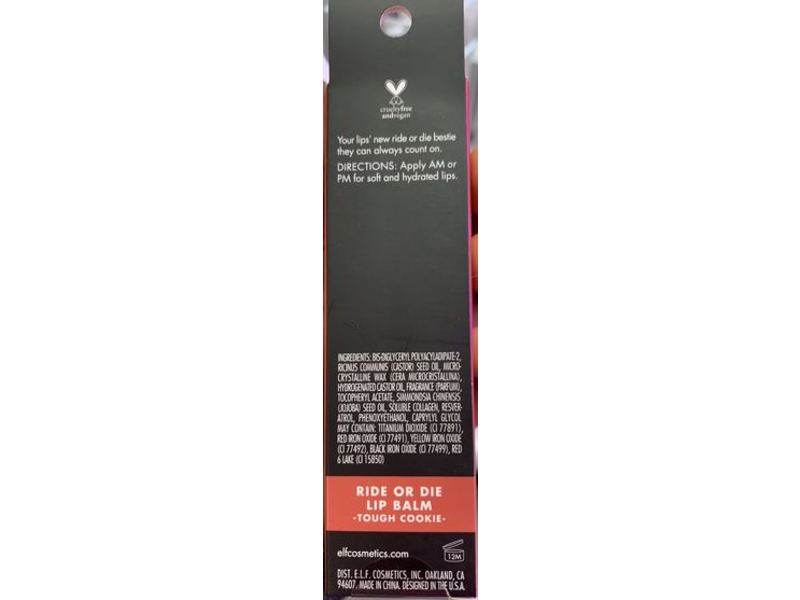 crueltyfree
andvegan
Your lips' new ride or die bestie
they can always count on.
DIRECTIONS: Apply AM or
PM for soft and hydrated lips.
INGREDIENTS: BIS-DIGLYCERYL POLYACYLADIPATE-2,
RICINUS COMMUNIS (CASTOR) SEED OIL, MICRO-
CRYSTALLINE WAX (CERA MICROCRISTALLINA),
HYDROGENATED CASTOR OIL, FRAGRANCE (PARFUM),
TOCOPHERYL ACETATE, SIMMONDSIA CHINENSIS
(JOJOBA) SEED OIL, SOLUBLE COLLAGEN, RESVER-
ATROL, PHENOXYETHANOL, CAPRYLYL GLYCOL
MAY CONTAIN: TITANIUM DIOXIDE (CI 77891),
RED IRON OXIDE (CI 77491), YELLOW IRON OXIDE
(CI 77492), BLACK IRON OXIDE (CI 77499), RED
6 LAKE (CI 15850)
RIDE OR DIE
LIP BALM
-TOUGH COOKIE-
elfcosmetics.com
12M
DIST. E.L.F. COSMETICS, INC. OAKLAND, CA
94607. MADE IN CHINA. DESIGNED IN THE U.S.A.